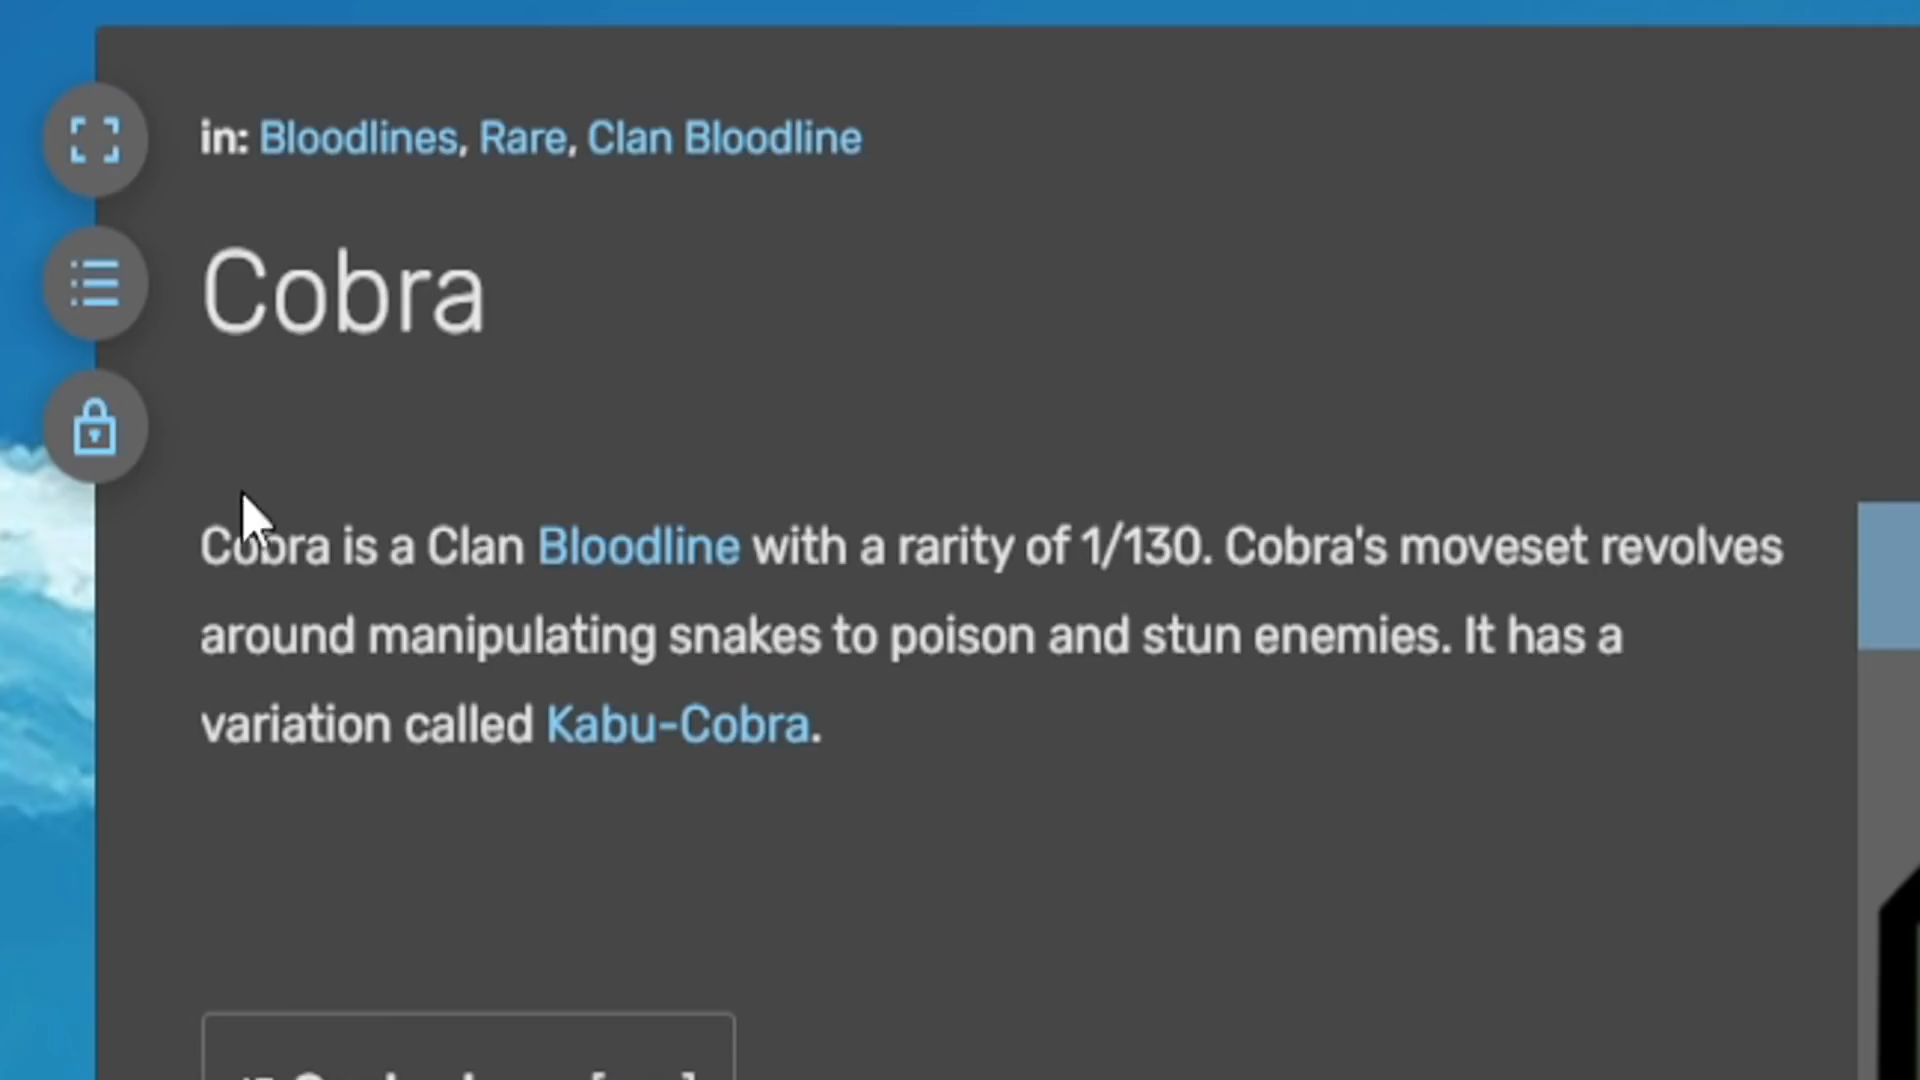 in: Bloodlines, Rare, Clan Bloodline
Cobra
Cobra is a Clan Bloodline with a rarity of 1/130. Cobra's moveset revolves
around manipulating snakes to poison and stun enemies. It has a
variation called Kabu-Cobra.